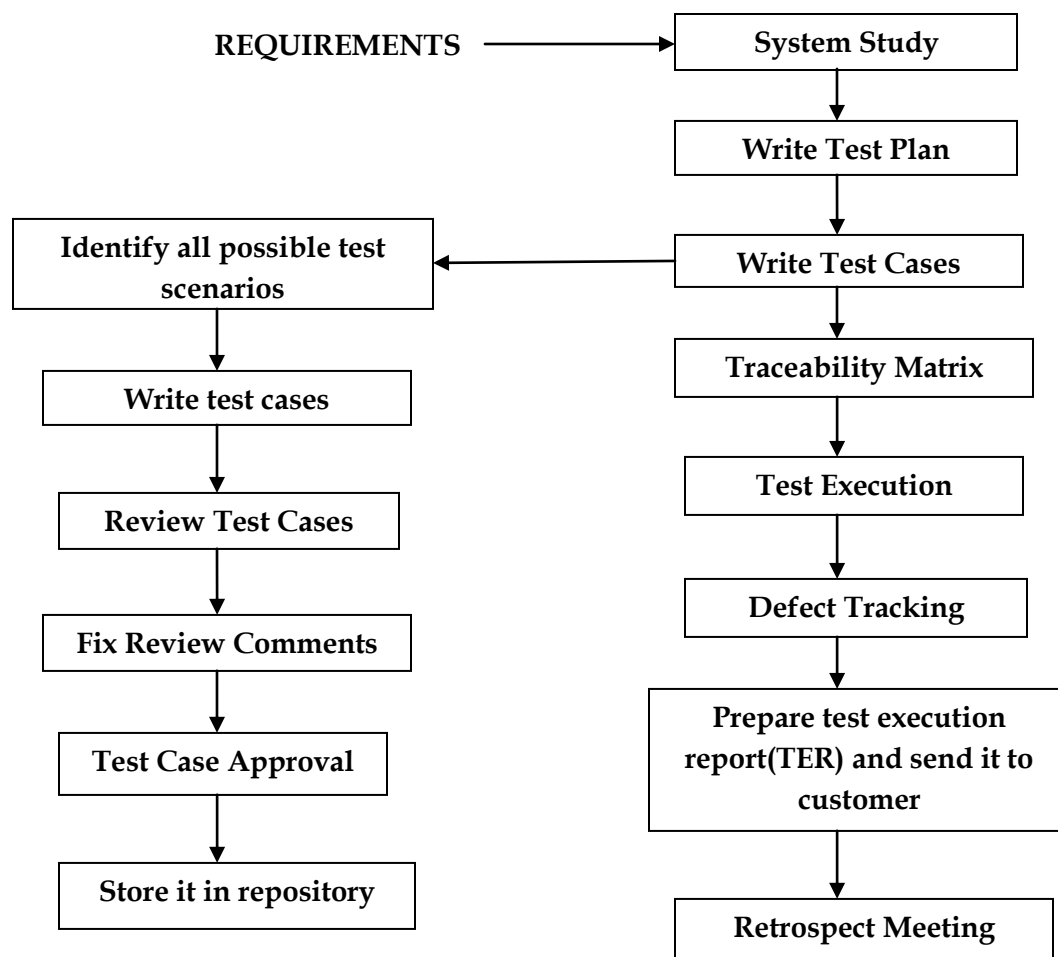 REQUIREMENTS
System Study
Write Test Plan
Identify all possible test
scenarios
Write Test Cases
Traceability Matrix
Write test cases
Test Execution
Review Test Cases
Defect Tracking
Fix Review Comments
Prepare test execution
report(TER) and send it to
customer
Test Case Approval
Store it in repository
Retrospect Meeting